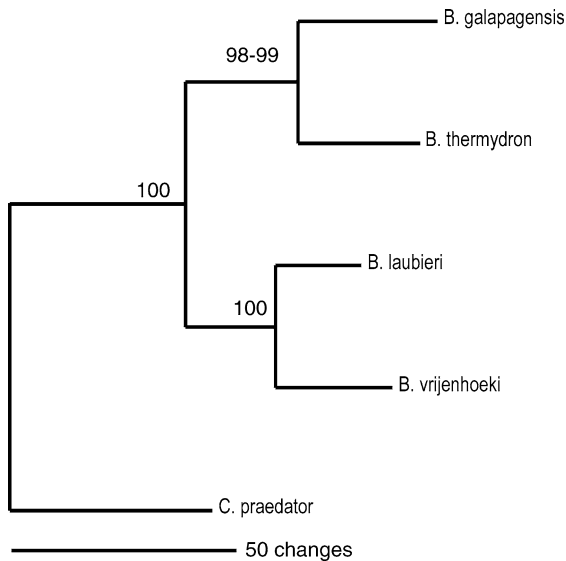 B. galapagensis
98-99
B. thermydron
100
B. laubieri
100
B. vrijenhoeki
C. praedator
50 changes